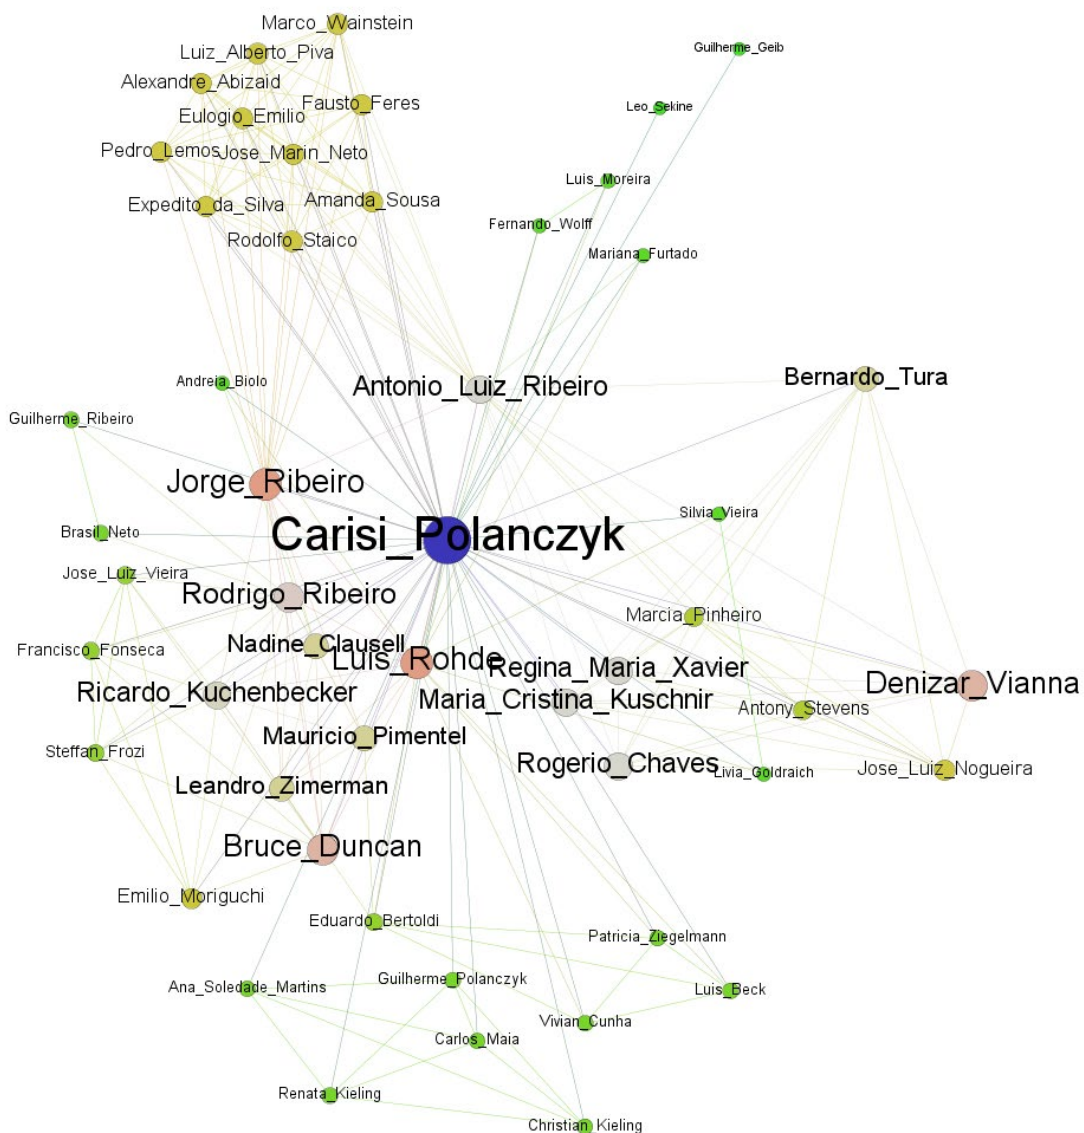 Marco_Wainstein
Guilherme_Geib
Luiz_Alberto_Piva
Alexandre_Abizaid
Fausto_Feres
Leo_Sekine
Eulogio_Emilio
Pedro_Lemos
Jose_Marin_Neto
Luis_Moreira
Expedito_da_Silva
Amanda_Sousa
Fernando_Wolff
Rodolfo_Staico
Mariana_Furtado
Andreia_Biolo
Antonio_Luiz_Ribeiro
Bernardo_Tura
Guilherme_Ribeiro
Jorge_Ribeiro
Silvia_Vieira
Brasil_Neto
Carisi_Polanczyk
Jose_Luiz_Vieira
Rodrigo_Ribeiro
Marcia_Pinheiro
Francisco_Fonseca
Nadine_Clausell
Luis_Rohde
Regina_Maria_Xavier
Ricardo_Kuchenbecker
Maria_Cristina_Kuschnir
Denizar_Vianna
Antony_Stevens
Steffan_Frozi
Mauricio_Pimentel
Rogerio_Chaves
Livia_Goldraich
Jose_Luiz_Nogueira
Leandro_Zimerman
Bruce_Duncan
Emilio_Moriguchi
Eduardo_Bertoldi
Patricia_Ziegelmann
Ana_Soledade_Martins
Guilherme_Polanczyk
Luis_Beck
Vivian_Cunha
Carlos_Maia
Renata_Kieling
Christian_Kieling